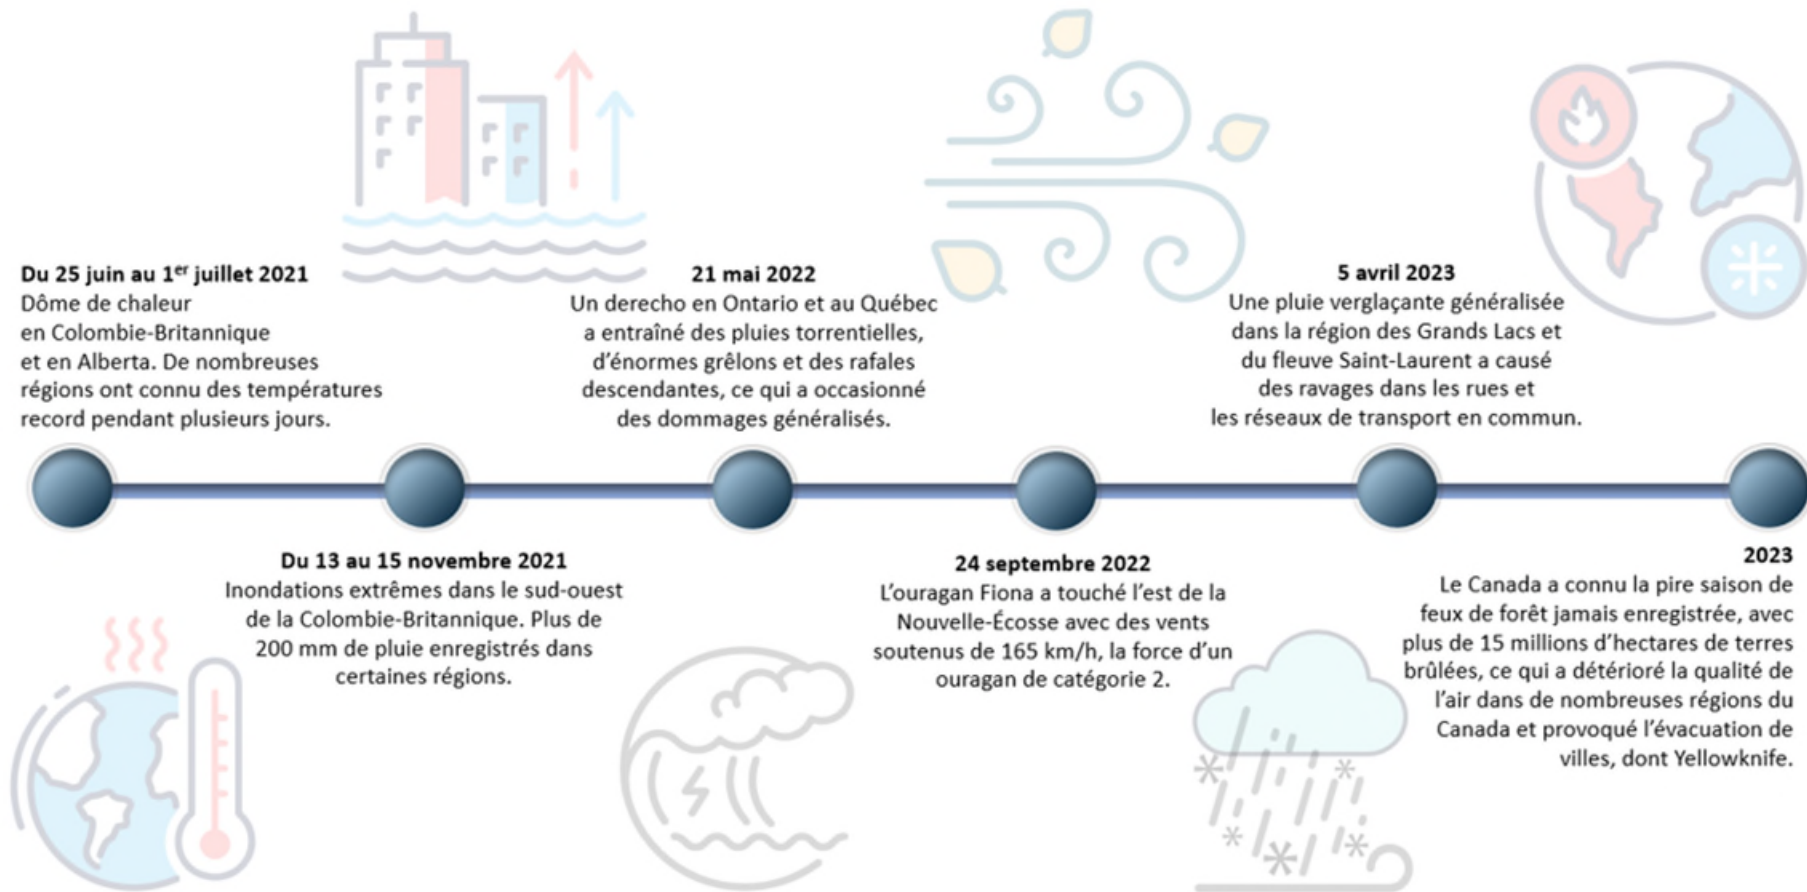 Du 25 juin au 1er juillet 2021
Dôme de chaleur
en Colombie-Britannique
et en Alberta. De nombreuses
régions ont connu des températures
record pendant plusieurs jours.
Du 13 au 15 novembre 2021
Inondations extrêmes dans le sud-ouest
de la Colombie-Britannique. Plus de
200 mm de pluie enregistrés dans
certaines régions.
21 mai 2022
Un derecho en Ontario et au Québec
a entraîné des pluies torrentielles,
d’énormes grêlons et des rafales
descendantes, ce qui a occasionné
des dommages généralisés.
24 septembre 2022
L’ouragan Fiona a touché l’est de la
Nouvelle-Écosse avec des vents
soutenus de 165 km/h, la force d’un
ouragan de catégorie 2.
5 avril 2023
Une pluie verglaçante généralisée
dans la région des Grands Lacs et
du fleuve Saint-Laurent a causé
des ravages dans les rues et
les réseaux de transport en commun.
2023
Le Canada a connu la pire saison de
feux de forêt jamais enregistrée, avec
plus de 15 millions d’hectares de terres
brûlées, ce qui a détérioré la qualité de
l’air dans de nombreuses régions du
Canada et provoqué l’évacuation de
villes, dont Yellowknife.